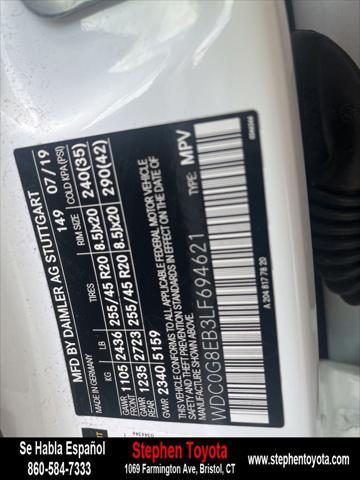 MFD BY DAIMLER AG STUTTGART 07/19
149 COLD KPA(PSI)
TIRES RIM SIZE
KG LB
GAWR FRONT 1105 2436 255/45 R20 8.5Jx20 240(35)
GAWR REAR 1235 2723 255/45 R20 8.5Jx20 290(42)
GVWR 2340 5159
THIS VEHICLE CONFORMS TO ALL APPLICABLE FEDERAL MOTOR VEHICLE
SAFETY AND THEFT PREVENTION STANDARDS IN EFFECT ON THE DATE OF
MANUFACTURE SHOWN ABOVE.
WDC0G8EB3LF694621 TYPE: MPV
A 204 817 78 20
Se Habla Español
860-584-7333
Stephen Toyota
1069 Farmington Ave, Bristol, CT
www.stephentoyota.com